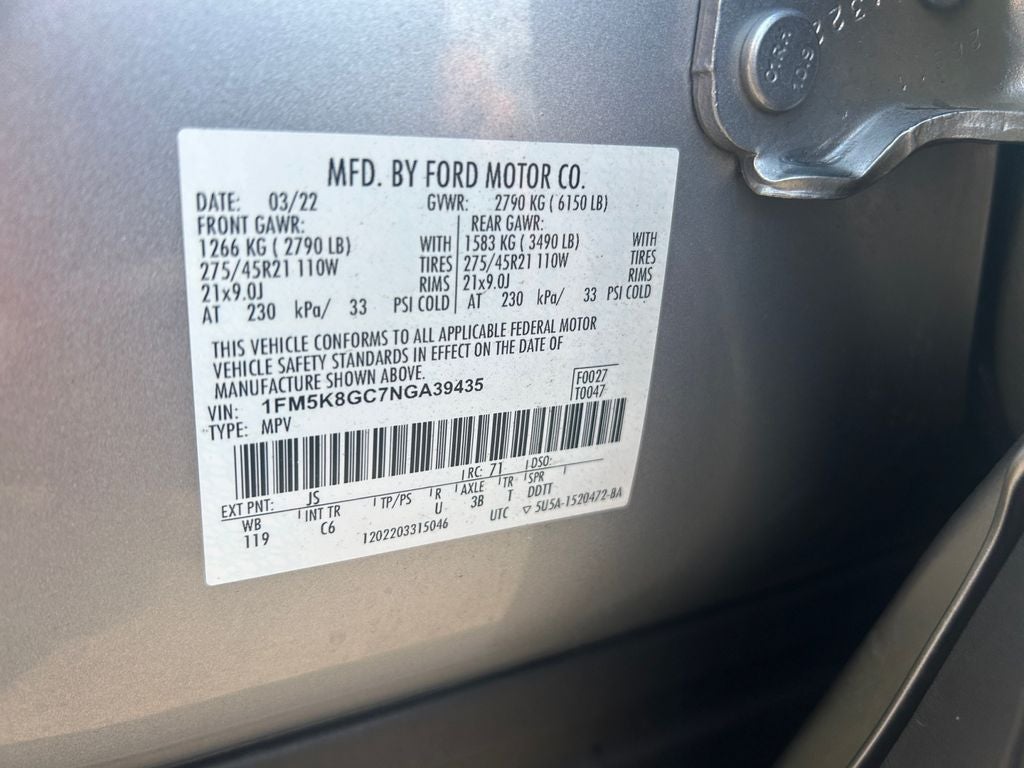 MFD. BY FORD MOTOR CO.
DATE: 03/22 GVWR: 2790 KG ( 6150 LB)
FRONT GAWR: REAR GAWR:
1266 KG ( 2790 LB) WITH 1583 KG ( 3490 LB) WITH
275/45R21 110W TIRES 275/45R21 110W TIRES
21x9.0J RIMS 21x9.0J RIMS
AT 230 kPa/ 33 PSI COLD AT 230 kPa/ 33 PSI COLD
THIS VEHICLE CONFORMS TO ALL APPLICABLE FEDERAL MOTOR
VEHICLE SAFETY STANDARDS IN EFFECT ON THE DATE OF
MANUFACTURE SHOWN ABOVE.
F0027
VIN: 1FM5K8GC7NGA39435 T0047
TYPE: MPV
EXT PNT: JS RC: 71 DSO:
WB INT TR TP/PS R AXLE TR SPR
119 C6 U 3B T DDTT
1202203315046 UTC ▽ 5U5A-1520472-BA